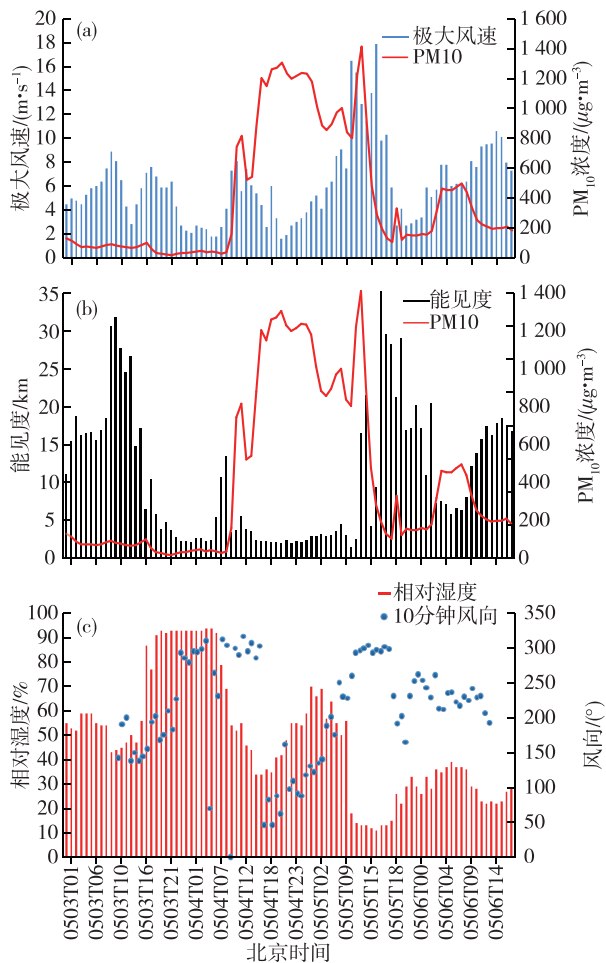 (a)
极大风速
PM10
极大风速/(m•s⁻¹)
20
18
16
14
12
10
8
6
4
2
0
1 600
1 400
1 200
1 000
800
600
400
200
0
PM₁₀浓度/(μg•m⁻³)
(b)
能见度
PM10
能见度/km
35
30
25
20
15
10
5
0
1 400
1 200
1 000
800
600
400
200
0
PM₁₀浓度/(μg•m⁻³)
相对湿度
10分钟风向
(c)
相对湿度/%
100
90
80
70
60
50
40
30
20
10
0
350
300
250
200
150
100
50
0
风向/(°)
0503T01
0503T06
0503T10
0503T16
0503T21
0504T01
0504T07
0504T12
0504T18
0504T23
0505T02
0505T09
0505T15
0505T18
0506T00
0506T04
0506T09
0506T14
北京时间